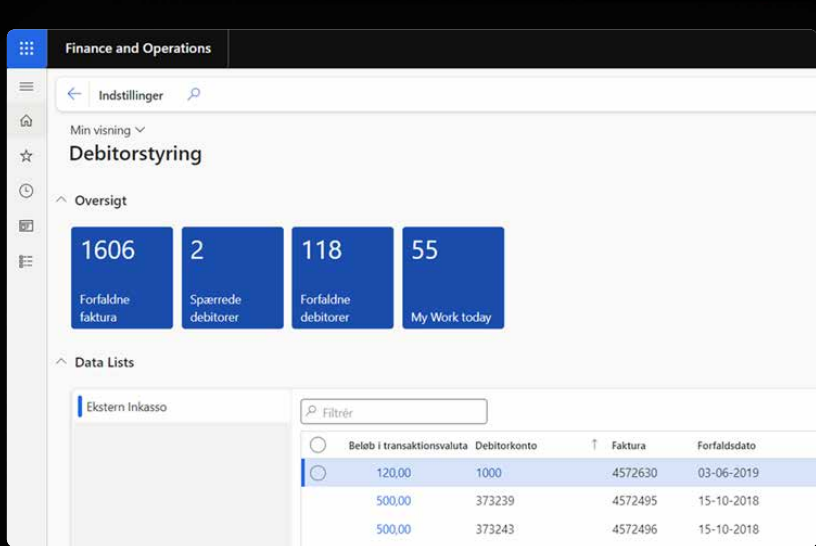 Finance and Operations
Indstillinger
Min visning
Debitorstyring
Oversigt
1606
Forfaldne
faktura
2
Spærrede
debitorer
118
Forfaldne
debitorer
55
My Work today
Data Lists
Ekstern Inkasso
Filtrér
Beløb i transaktionsvaluta Debitorkonto Faktura Forfaldsdato
120,00 1000 4572630 03-06-2019
500,00 373239 4572495 15-10-2018
500,00 373243 4572496 15-10-2018